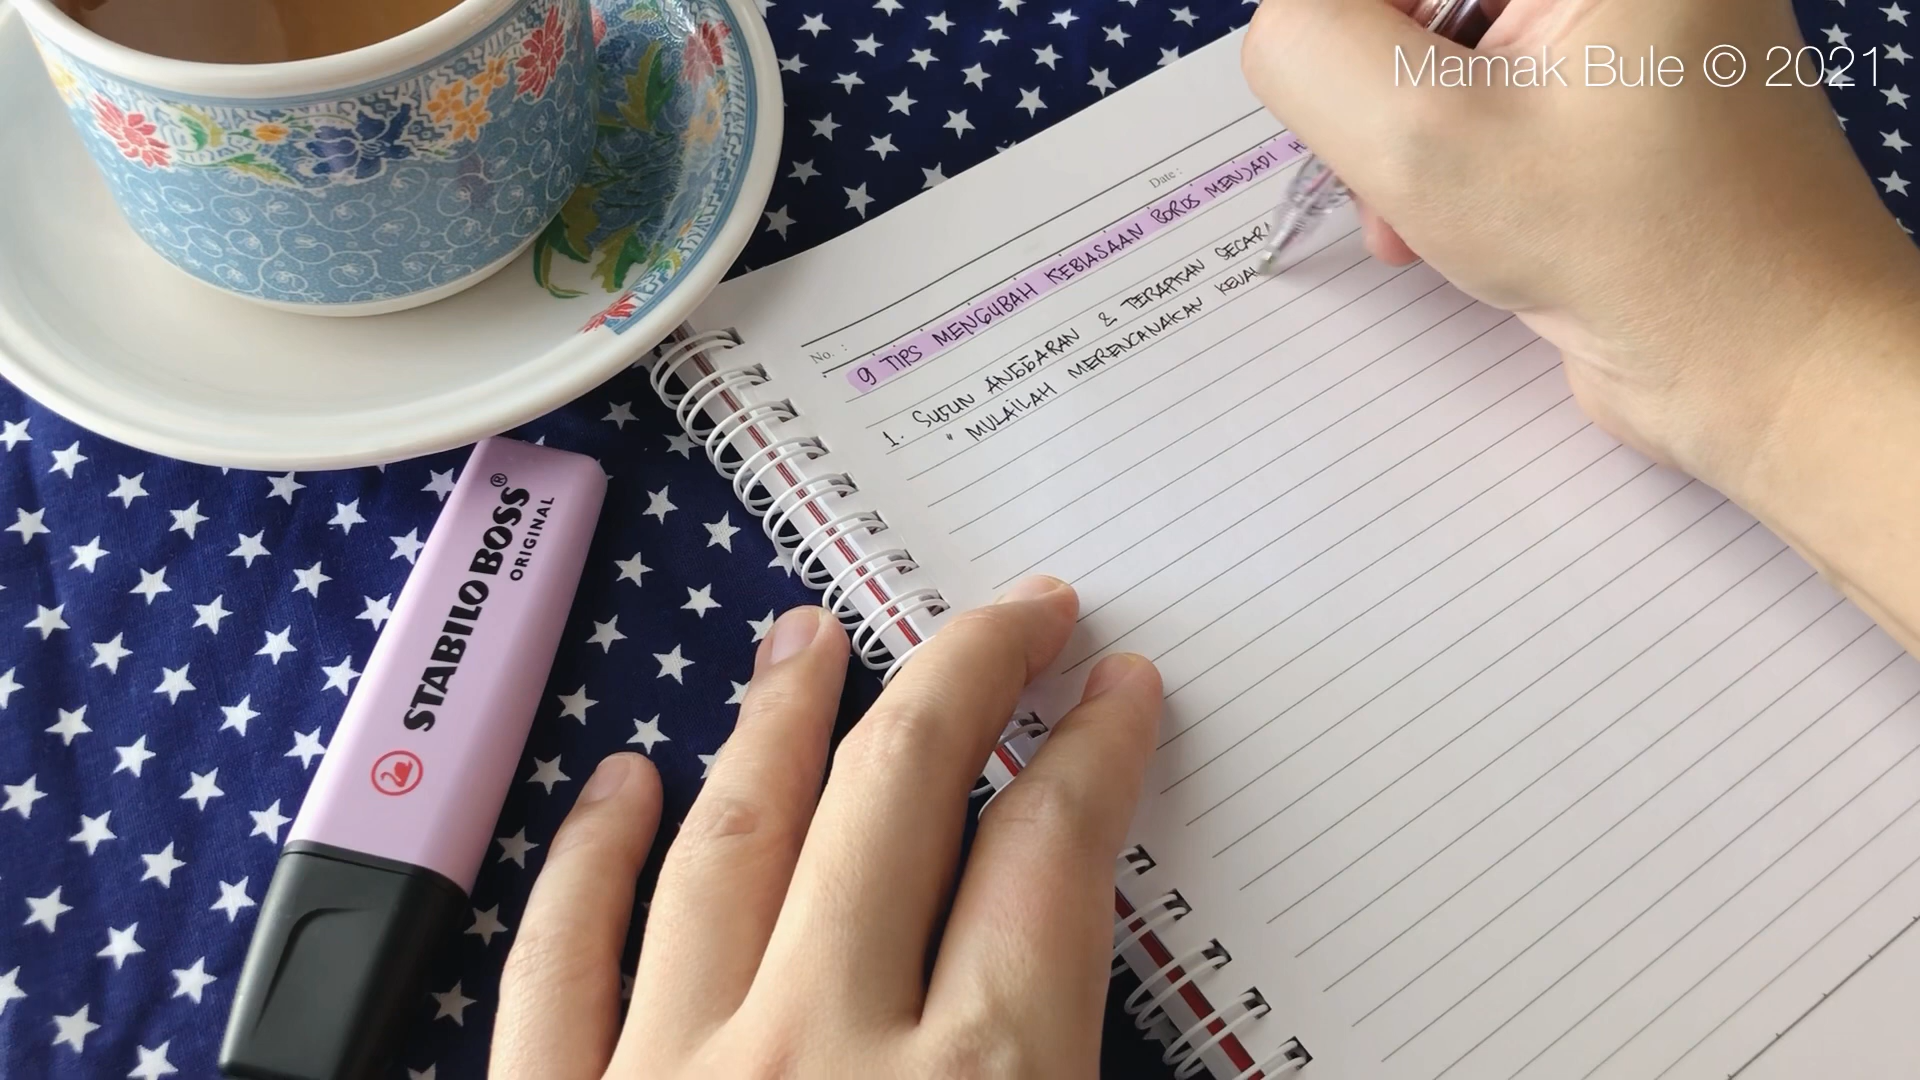 Mamak Bule © 2021
Date :
No. :
9 TIPS MENGUBAH KEBIASAAN BOROS MENJADI H
1. SUSUN ANGGARAN & TERAPKAN SECARA
" MULAILAH MERENCANAKAN KEUA
STABILO BOSS®
ORIGINAL